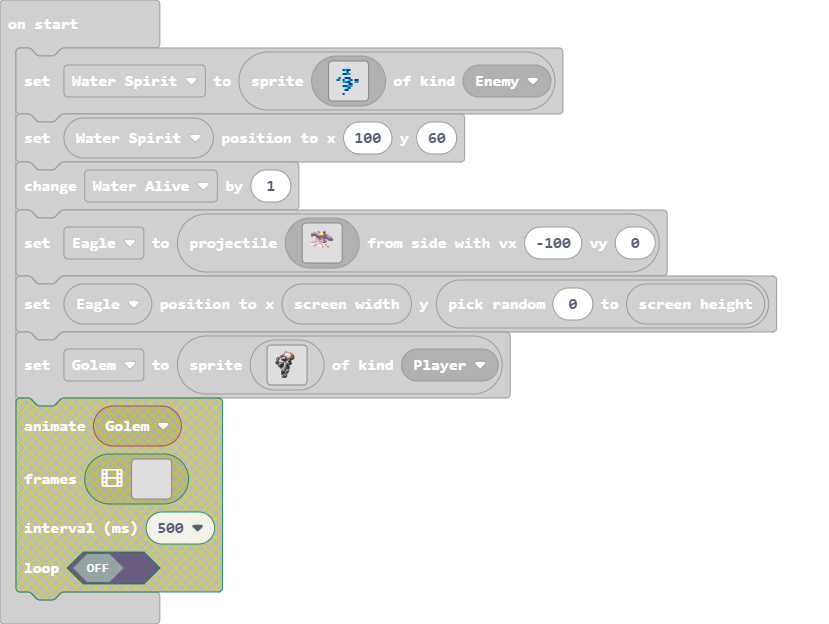 on start
set Water Spirit to sprite of kind Enemy
set Water Spirit position to x 100 y 60
change Water Alive by 1
set Eagle to projectile from side with vx -100 vy 0
set Eagle position to x screen width y pick random 0 to screen height
set Golem to sprite of kind Player
animate Golem
frames
interval (ms) 500
loop OFF